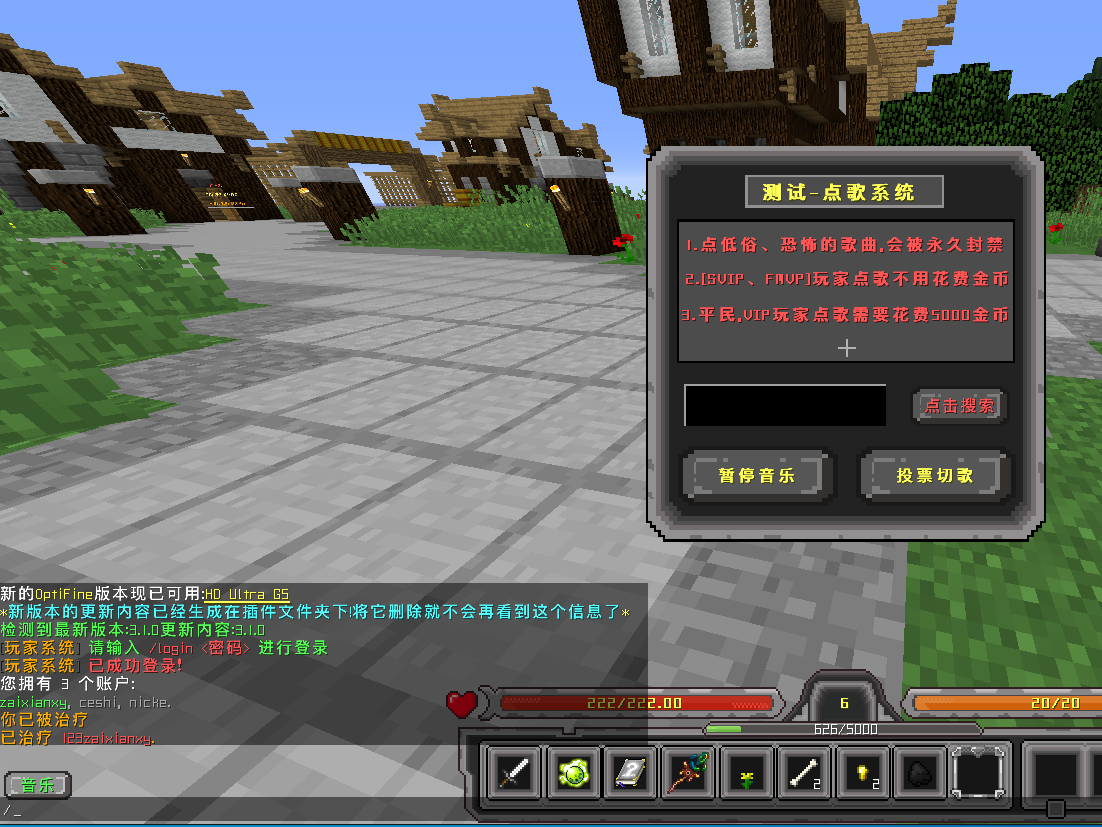 测试-点歌系统
1.点低俗、恐怖的歌曲,会被永久封禁
2.[SVIP、FMVP]玩家点歌不用花费金币
3.平民,VIP玩家点歌需要花费5000金币
点击搜索
暂停音乐
投票切歌
新的OptiFine版本现已可用:HD Ultra G5
*新版本的更新内容已经生成在插件文件夹下!将它删除就不会再看到这个信息了*
检测到最新版本:3.1.0更新内容:3.1.0
[玩家系统] 请输入 /login <密码> 进行登录
[玩家系统] 已成功登录!
您拥有 3 个账户:
zaixianxy, ceshi, nicke.
你已被治疗
已治疗 123zaixianxy.
222/222.00
6
20/20
626/5000
2
2
音乐
/_